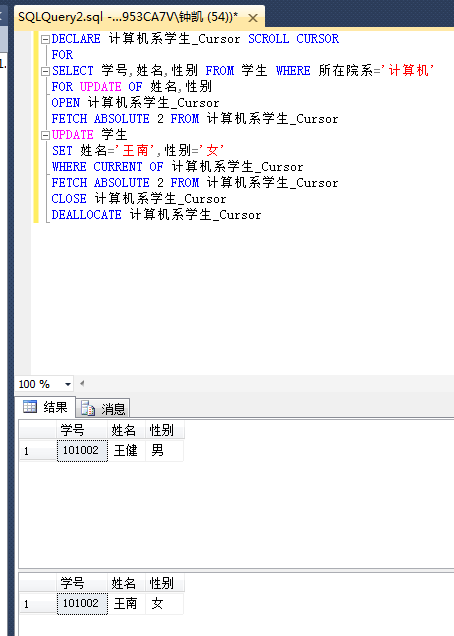 SQLQuery2.sql -...953CA7V\钟凯 (54))*
DECLARE 计算机系学生_Cursor SCROLL CURSOR
FOR
SELECT 学号,姓名,性别 FROM 学生 WHERE 所在院系='计算机'
FOR UPDATE OF 姓名,性别
OPEN 计算机系学生_Cursor
FETCH ABSOLUTE 2 FROM 计算机系学生_Cursor
UPDATE 学生
SET 姓名='王南',性别='女'
WHERE CURRENT OF 计算机系学生_Cursor
FETCH ABSOLUTE 2 FROM 计算机系学生_Cursor
CLOSE 计算机系学生_Cursor
DEALLOCATE 计算机系学生_Cursor
100 %
结果 消息
学号 姓名 性别
1 101002 王健 男
学号 姓名 性别
1 101002 王南 女